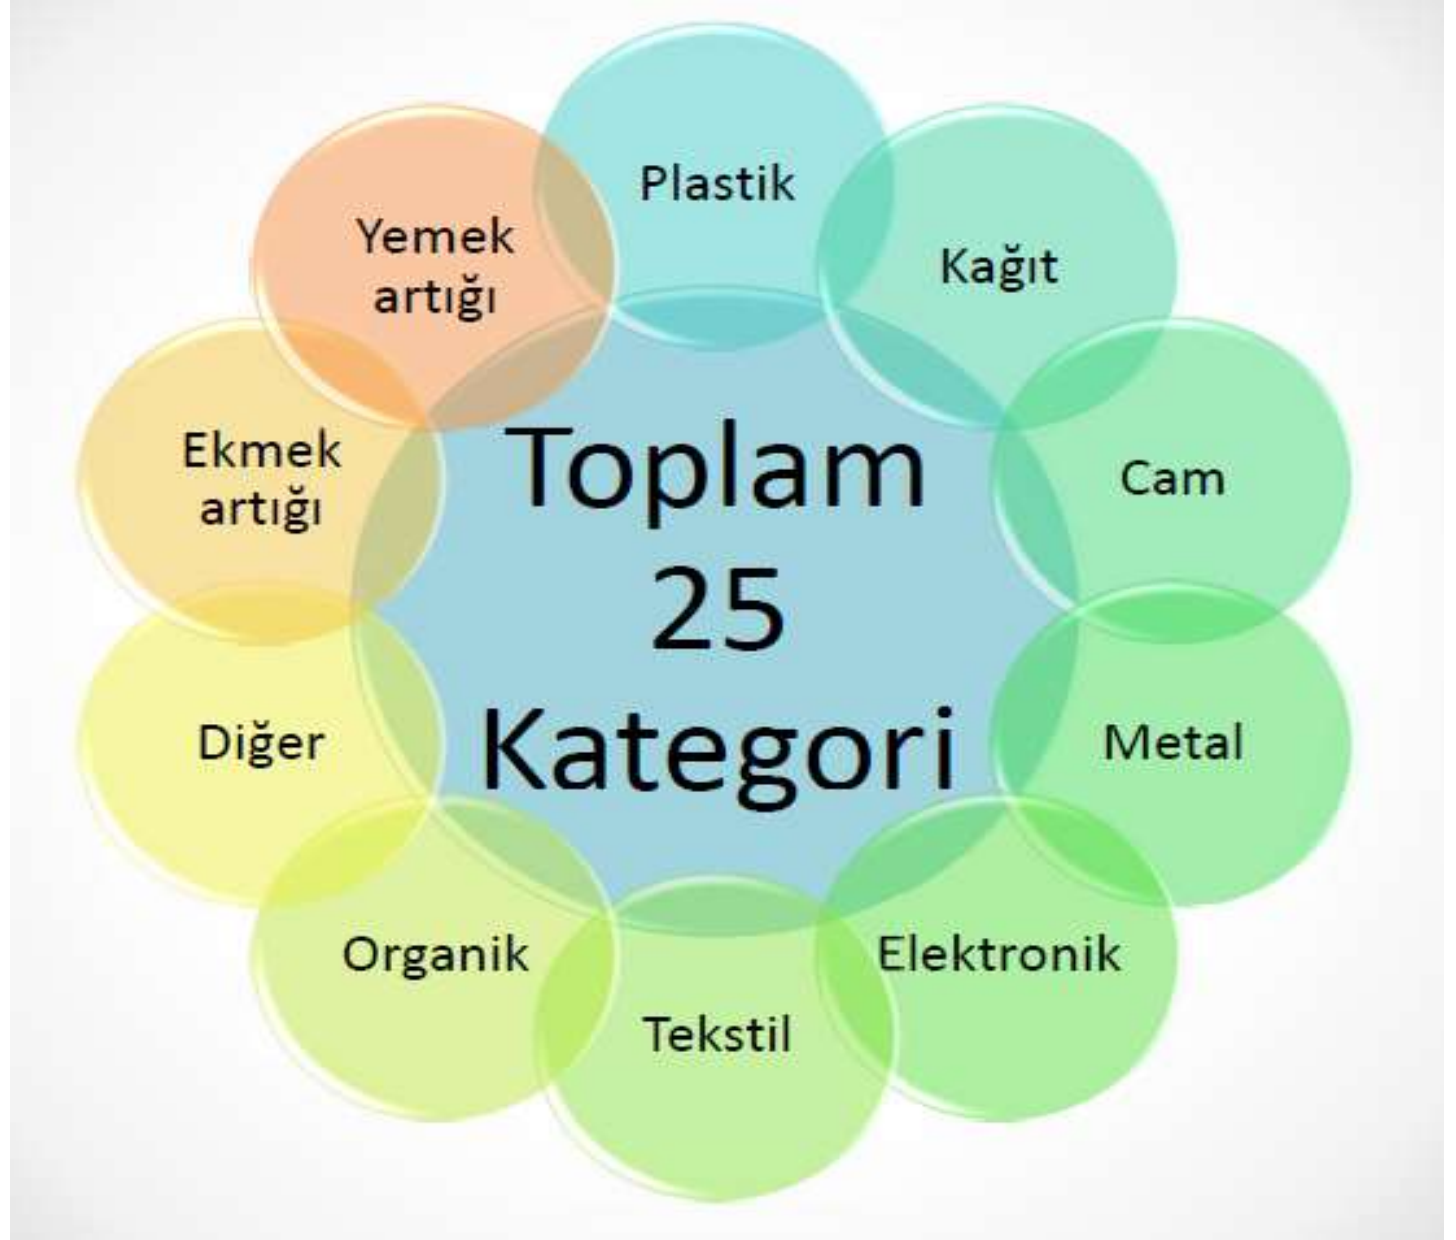 Plastik
Kağıt
Cam
Metal
Elektronik
Tekstil
Organik
Diğer
Ekmek
artığı
Yemek
artığı
Toplam
25
Kategori